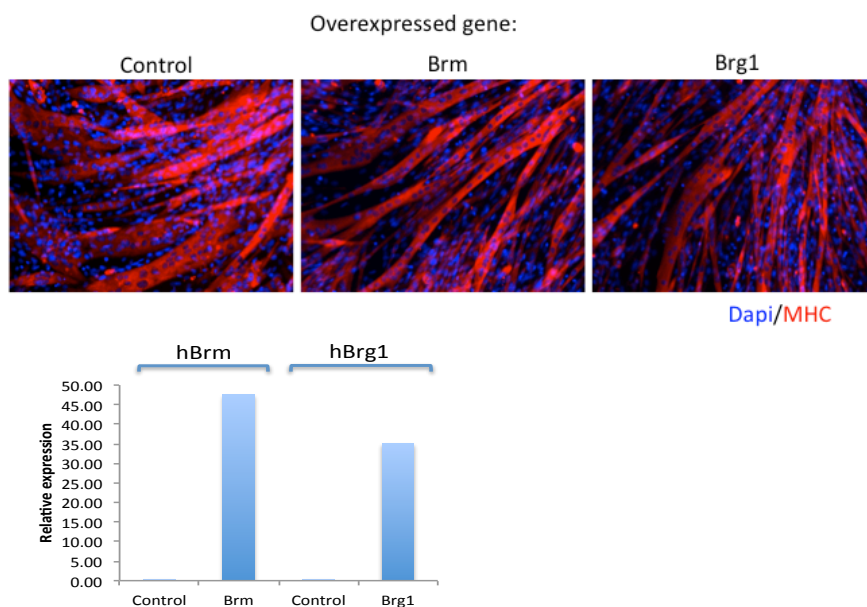 Overexpressed gene:
Control Brm Brg1
Dapi/MHC
hBrm hBrg1
50.00
45.00
40.00
35.00
30.00
25.00
20.00
15.00
10.00
5.00
0.00
Relative expression
Control Brm Control Brg1